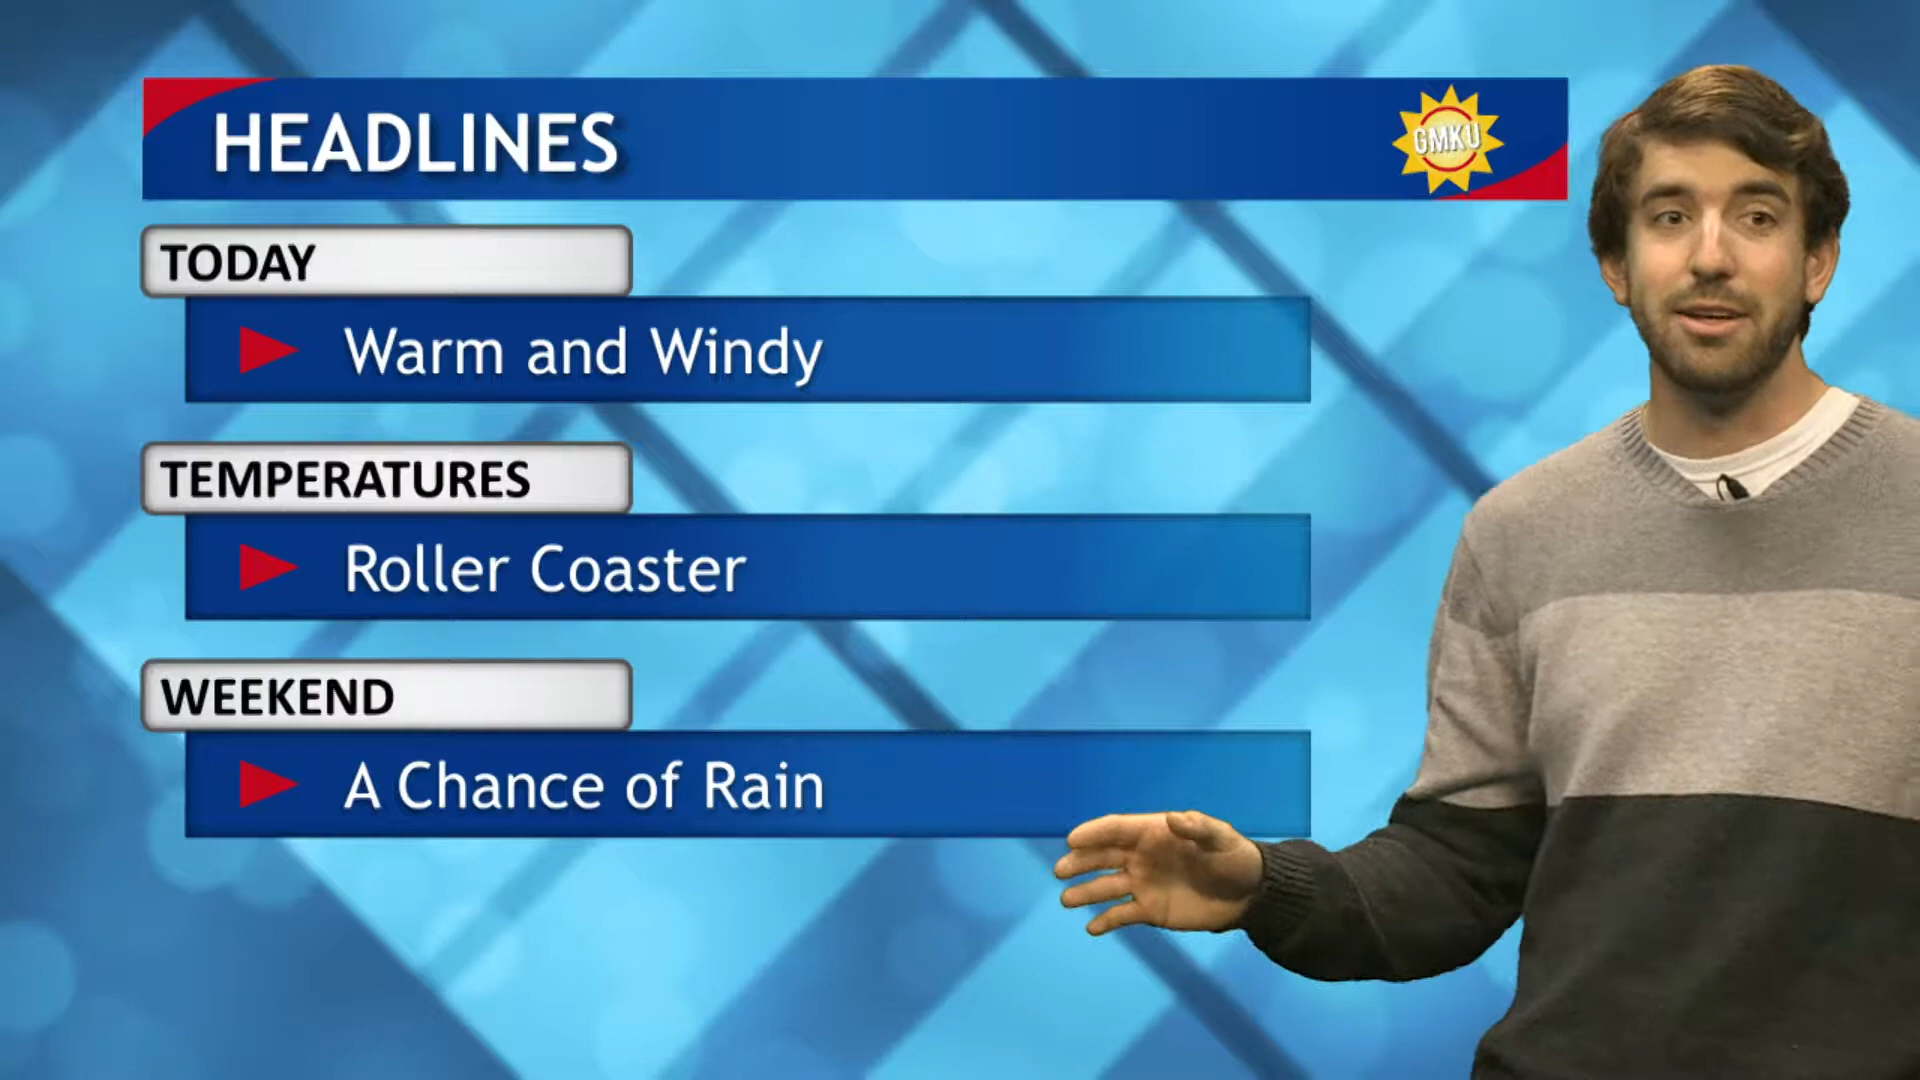 HEADLINES
GMKU
TODAY
Warm and Windy
TEMPERATURES
Roller Coaster
WEEKEND
A Chance of Rain